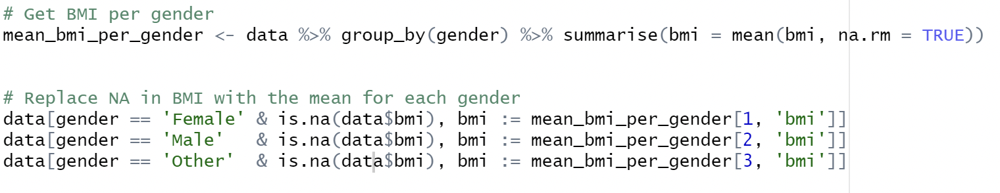 # Get BMI per gender
mean_bmi_per_gender <- data %>% group_by(gender) %>% summarise(bmi = mean(bmi, na.rm = TRUE))
# Replace NA in BMI with the mean for each gender
data[gender == 'Female' & is.na(data$bmi), bmi := mean_bmi_per_gender[1, 'bmi']]
data[gender == 'Male'   & is.na(data$bmi), bmi := mean_bmi_per_gender[2, 'bmi']]
data[gender == 'Other'  & is.na(data$bmi), bmi := mean_bmi_per_gender[3, 'bmi']]